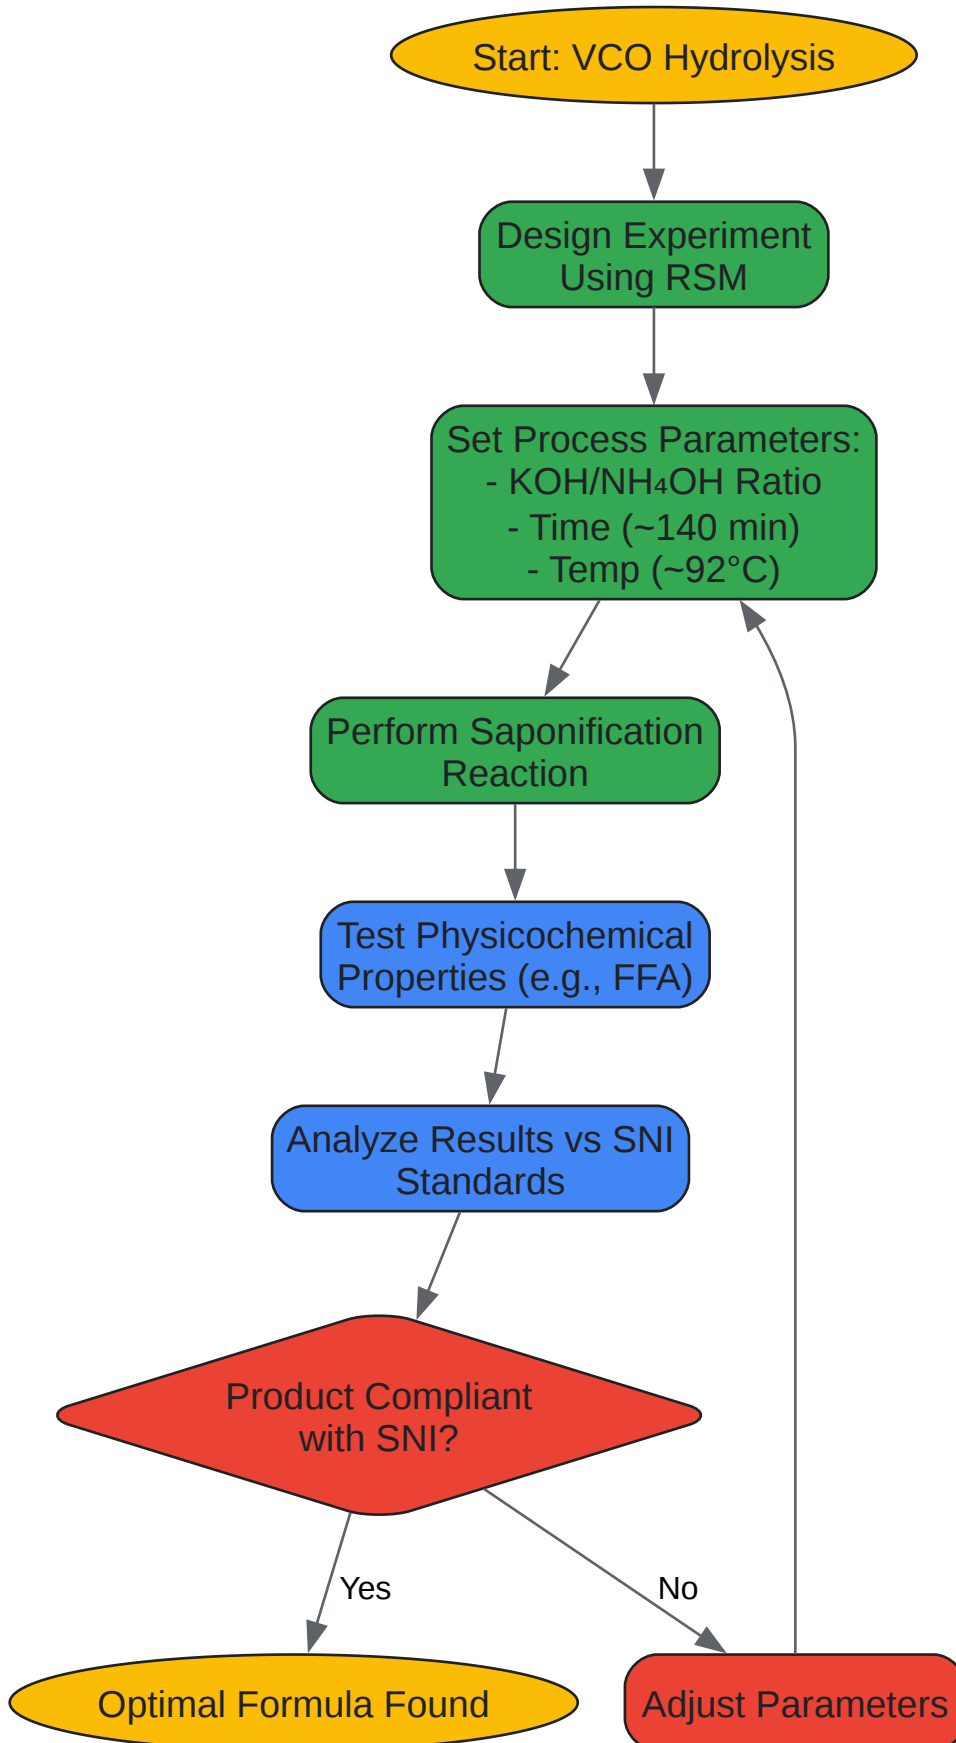 Start: VCO Hydrolysis
Design Experiment
Using RSM
Set Process Parameters:
- KOH/NH₄OH Ratio
- Time (~140 min)
- Temp (~92°C)
Perform Saponification
Reaction
Test Physicochemical
Properties (e.g., FFA)
Analyze Results vs SNI
Standards
Product Compliant
with SNI?
Yes
No
Optimal Formula Found
Adjust Parameters